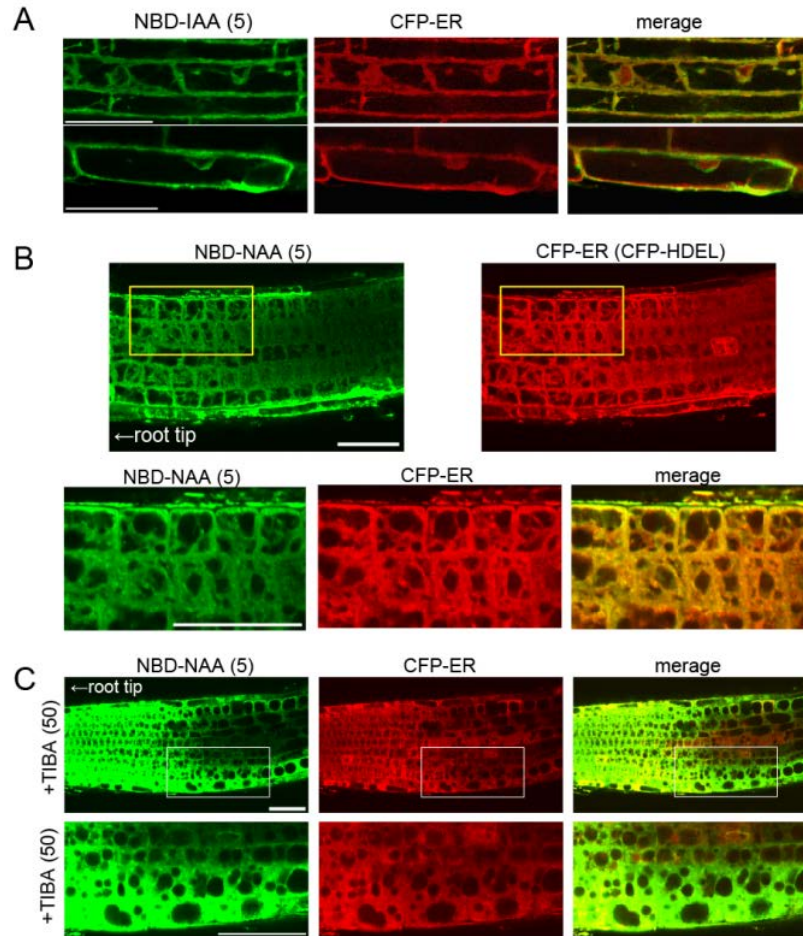 A
NBD-IAA (5) CFP-ER merage
B
NBD-NAA (5) CFP-ER (CFP-HDEL)
←root tip
NBD-NAA (5) CFP-ER merage
C
NBD-NAA (5) CFP-ER merage
←root tip
+TIBA (50)
+TIBA (50)